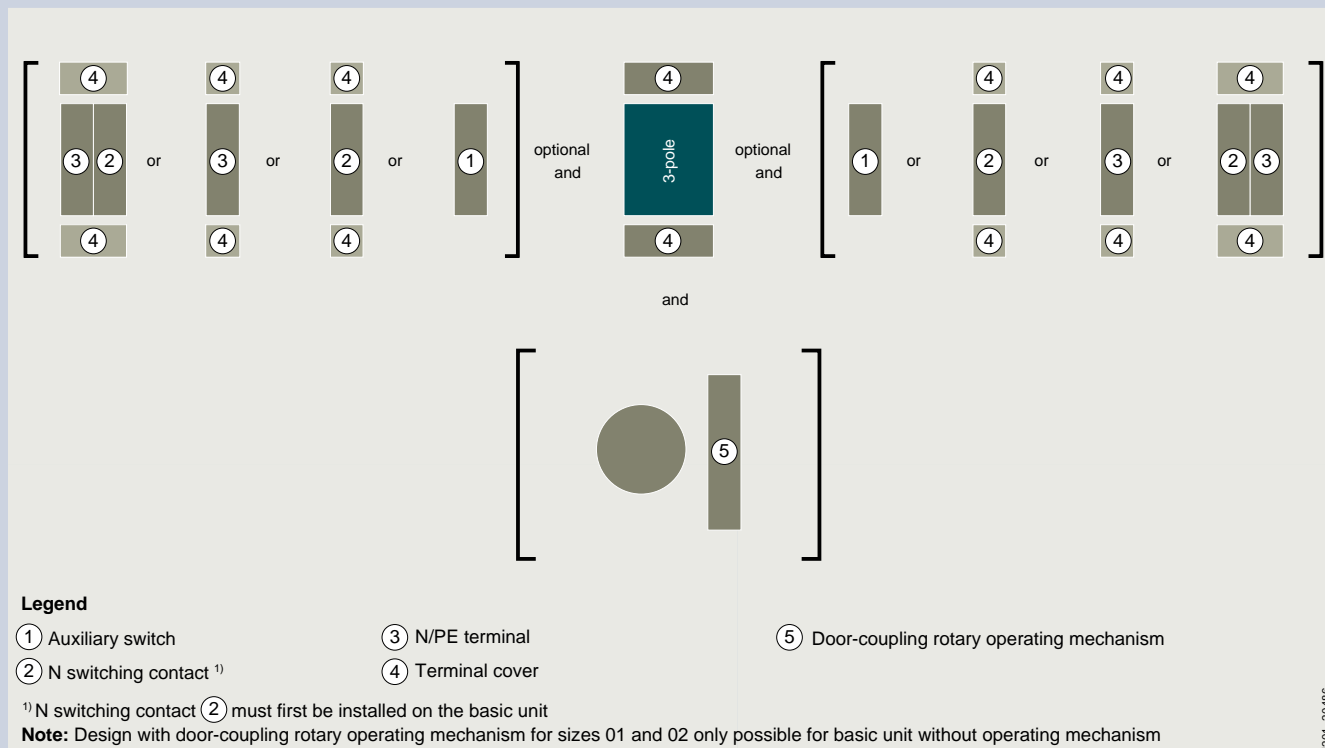 4 4 4 4 4 4 4
3 2 or 3 or 2 or 1 optional and 3-pole optional and 1 or 2 or 3 or 2 3
4 4 4 4 4 4 4
and
5
Legend
1 Auxiliary switch
3 N/PE terminal
5 Door-coupling rotary operating mechanism
2 N switching contact 1)
4 Terminal cover
1) N switching contact 2 must first be installed on the basic unit
Note: Design with door-coupling rotary operating mechanism for sizes 01 and 02 only possible for basic unit without operating mechanism